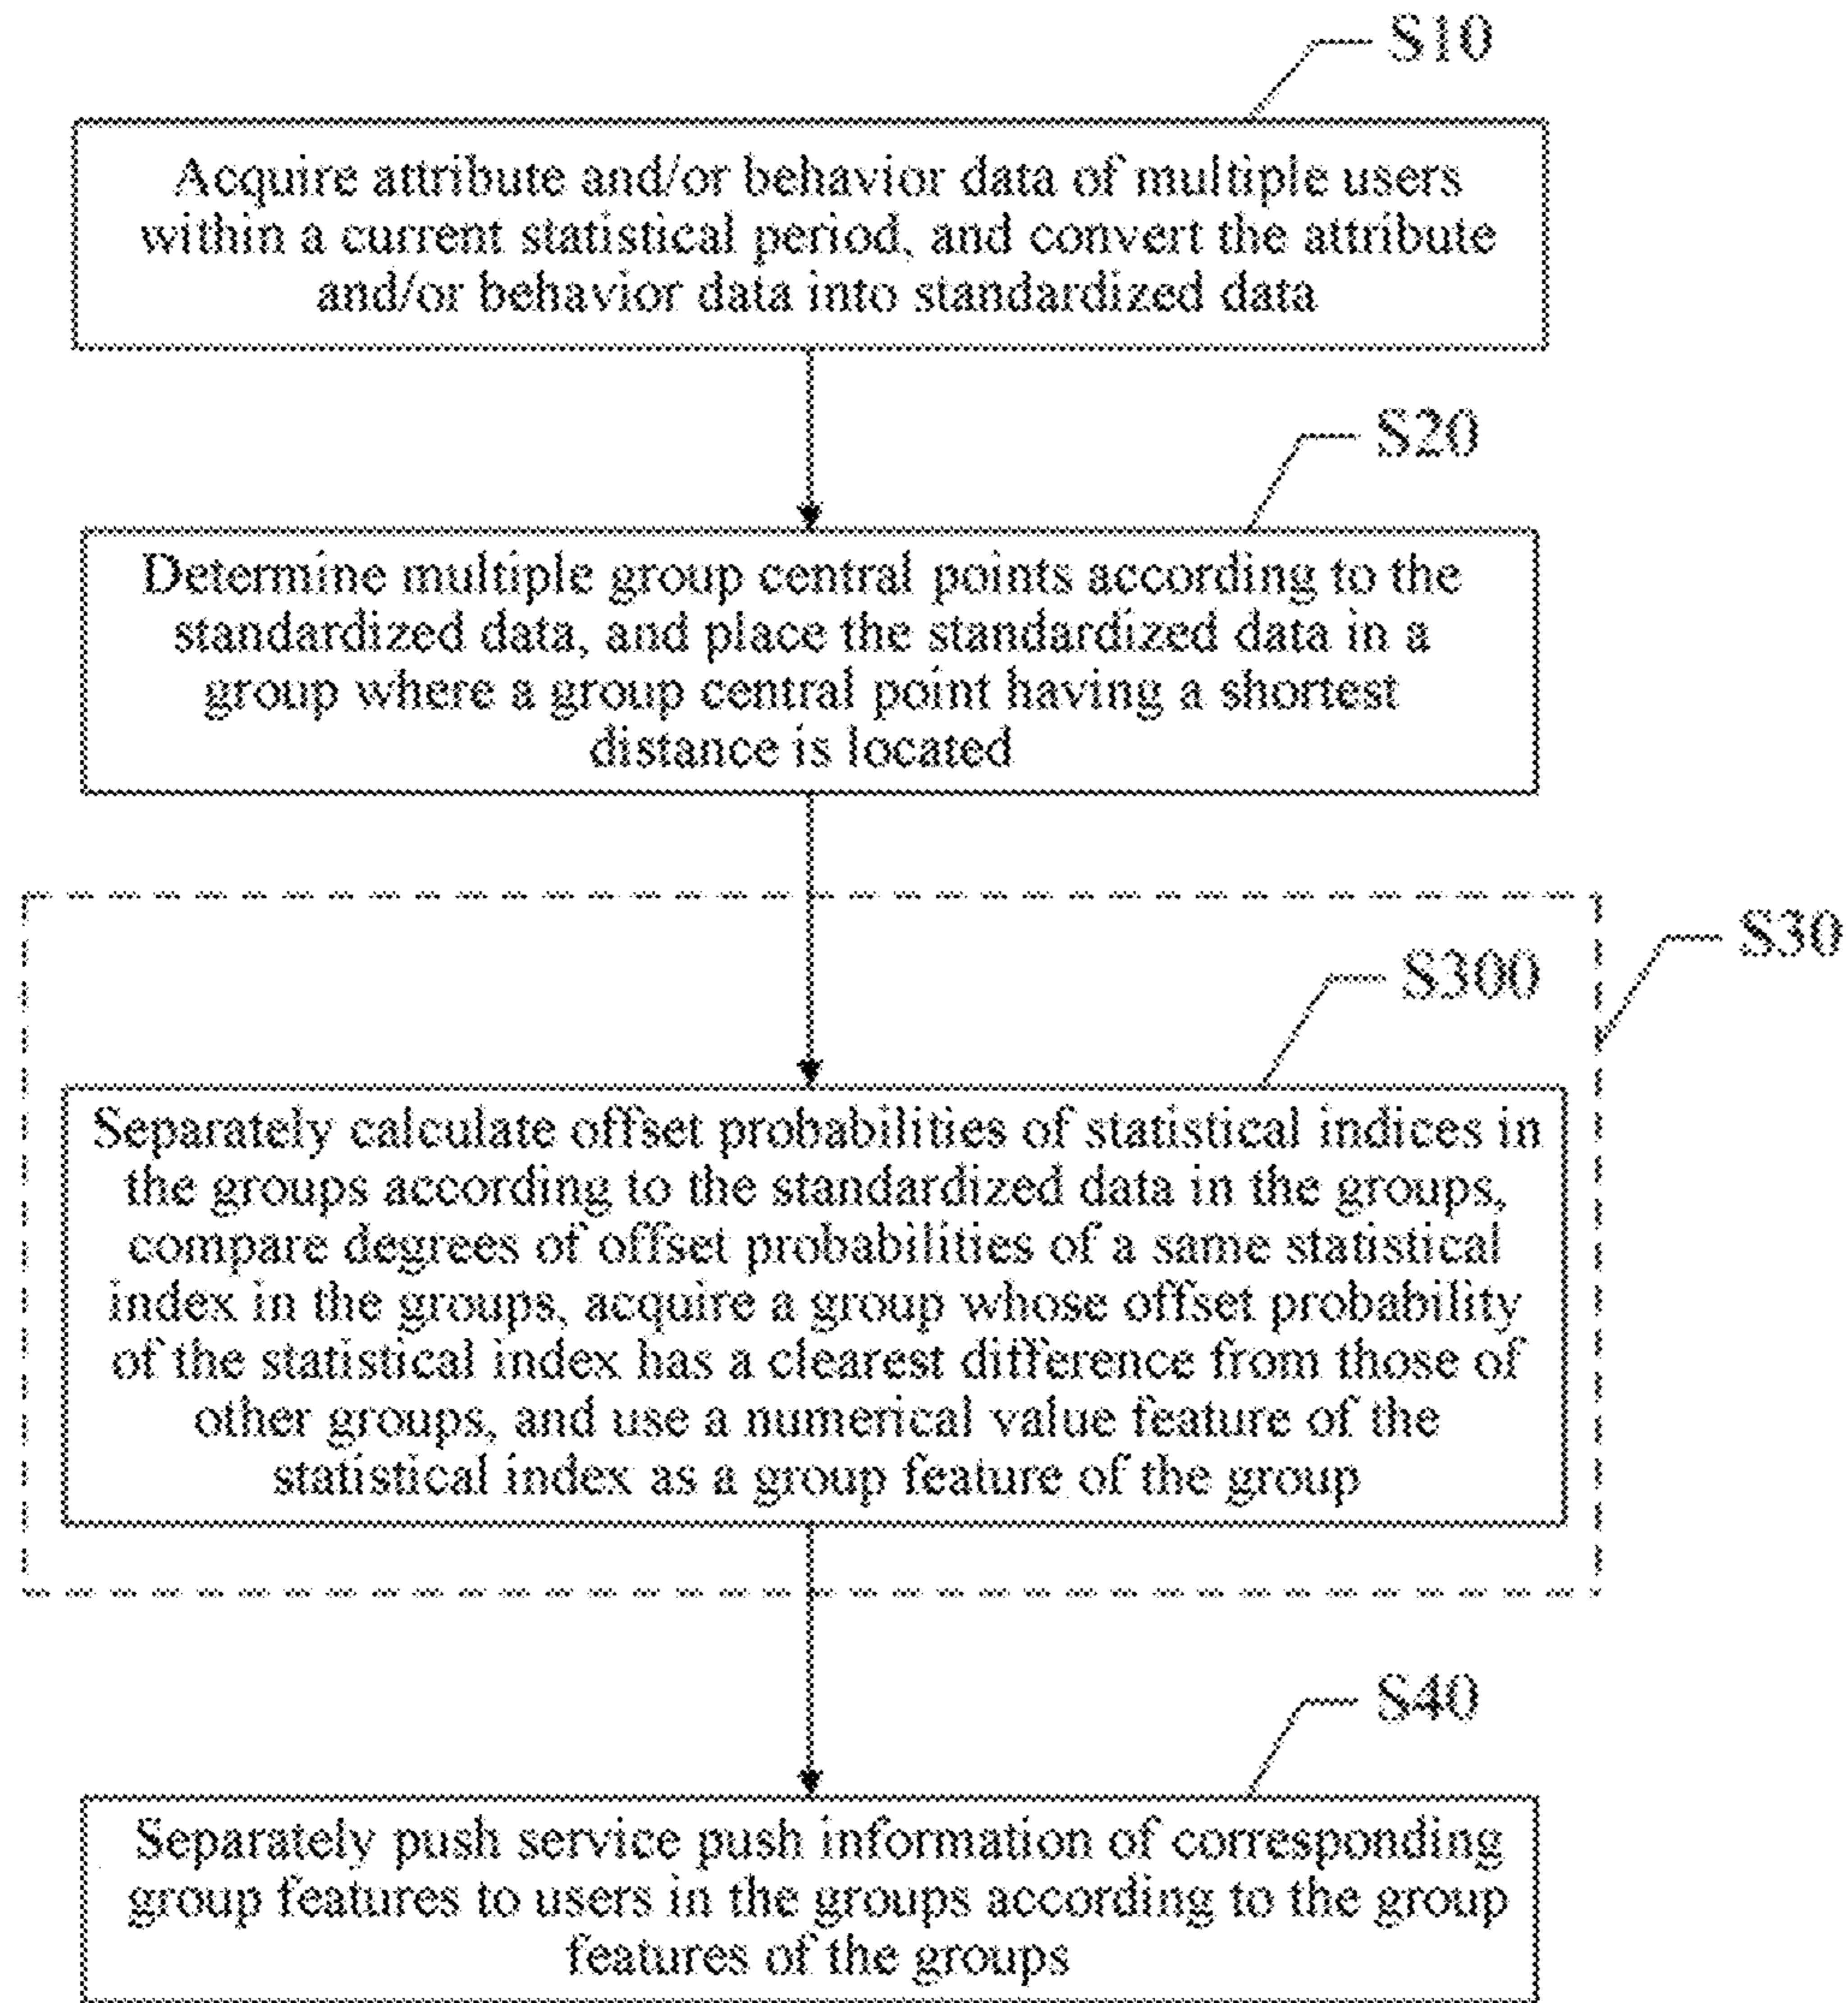 S10
Acquire attribute and/or behavior data of multiple users
within a current statistical period, and convert the attribute
and/or behavior data into standardized data
S20
Determine multiple group central points according to the
standardized data, and place the standardized data in a
group where a group central point having a shortest
distance is located
S30
S300
Separately calculate offset probabilities of statistical indices in
the groups according to the standardized data in the groups,
compare degrees of offset probabilities of a same statistical
index in the groups, acquire a group whose offset probability
of the statistical index has a clearest difference from those of
other groups, and use a numerical value feature of the
statistical index as a group feature of the group
S40
Separately push service push information of corresponding
group features to users in the groups according to the group
features of the groups